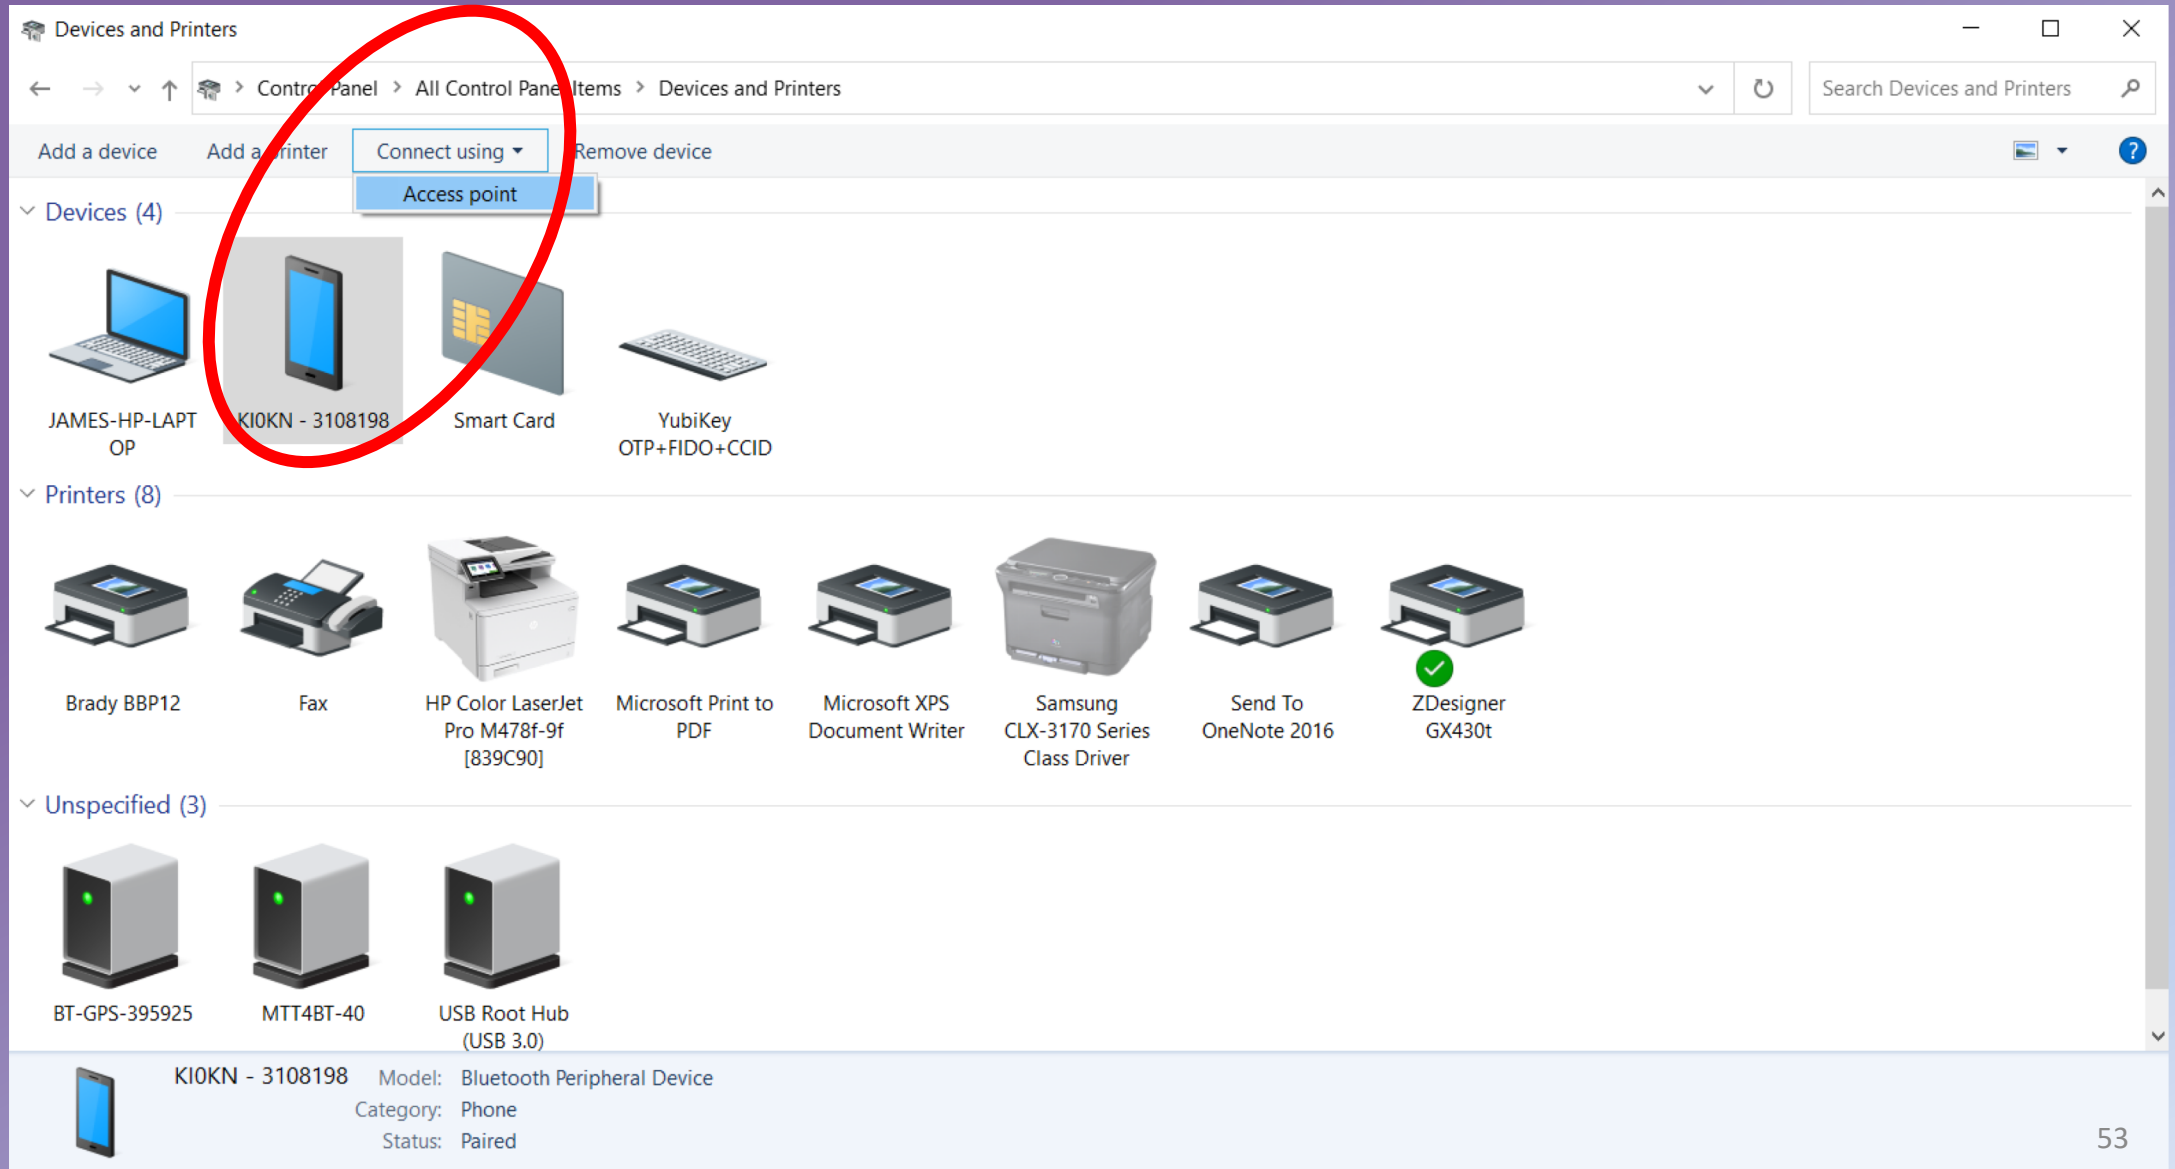 Devices and Printers
Control Panel > All Control Panel Items > Devices and Printers
Search Devices and Printers
Add a device Add a printer Connect using Remove device
?
Access point
Devices (4)
JAMES-HP-LAPT
OP
KI0KN - 3108198
Smart Card
YubiKey
OTP+FIDO+CCID
Printers (8)
Brady BBP12
Fax
HP Color LaserJet
Pro M478f-9f
[839C90]
Microsoft Print to
PDF
Microsoft XPS
Document Writer
Samsung
CLX-3170 Series
Class Driver
Send To
OneNote 2016
ZDesigner
GX430t
Unspecified (3)
BT-GPS-395925
MTT4BT-40
USB Root Hub
(USB 3.0)
KI0KN - 3108198 Model: Bluetooth Peripheral Device
Category: Phone
Status: Paired
53